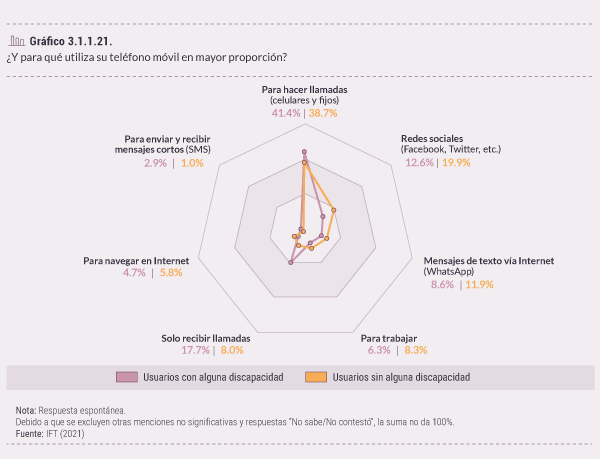 Gráfico 3.1.1.21.
¿Y para qué utiliza su teléfono móvil en mayor proporción?
Para hacer llamadas
(celulares y fijos)
41.4% | 38.7%
Redes sociales
(Facebook, Twitter, etc.)
12.6% | 19.9%
Mensajes de texto vía Internet
(WhatsApp)
8.6% | 11.9%
Para trabajar
6.3% | 8.3%
Solo recibir llamadas
17.7% | 8.0%
Para navegar en Internet
4.7% | 5.8%
Para enviar y recibir
mensajes cortos (SMS)
2.9% | 1.0%
Usuarios con alguna discapacidad
Usuarios sin alguna discapacidad
Nota: Respuesta espontánea.
Debido a que se excluyen otras menciones no significativas y respuestas "No sabe/No contestó", la suma no da 100%.
Fuente: IFT (2021)